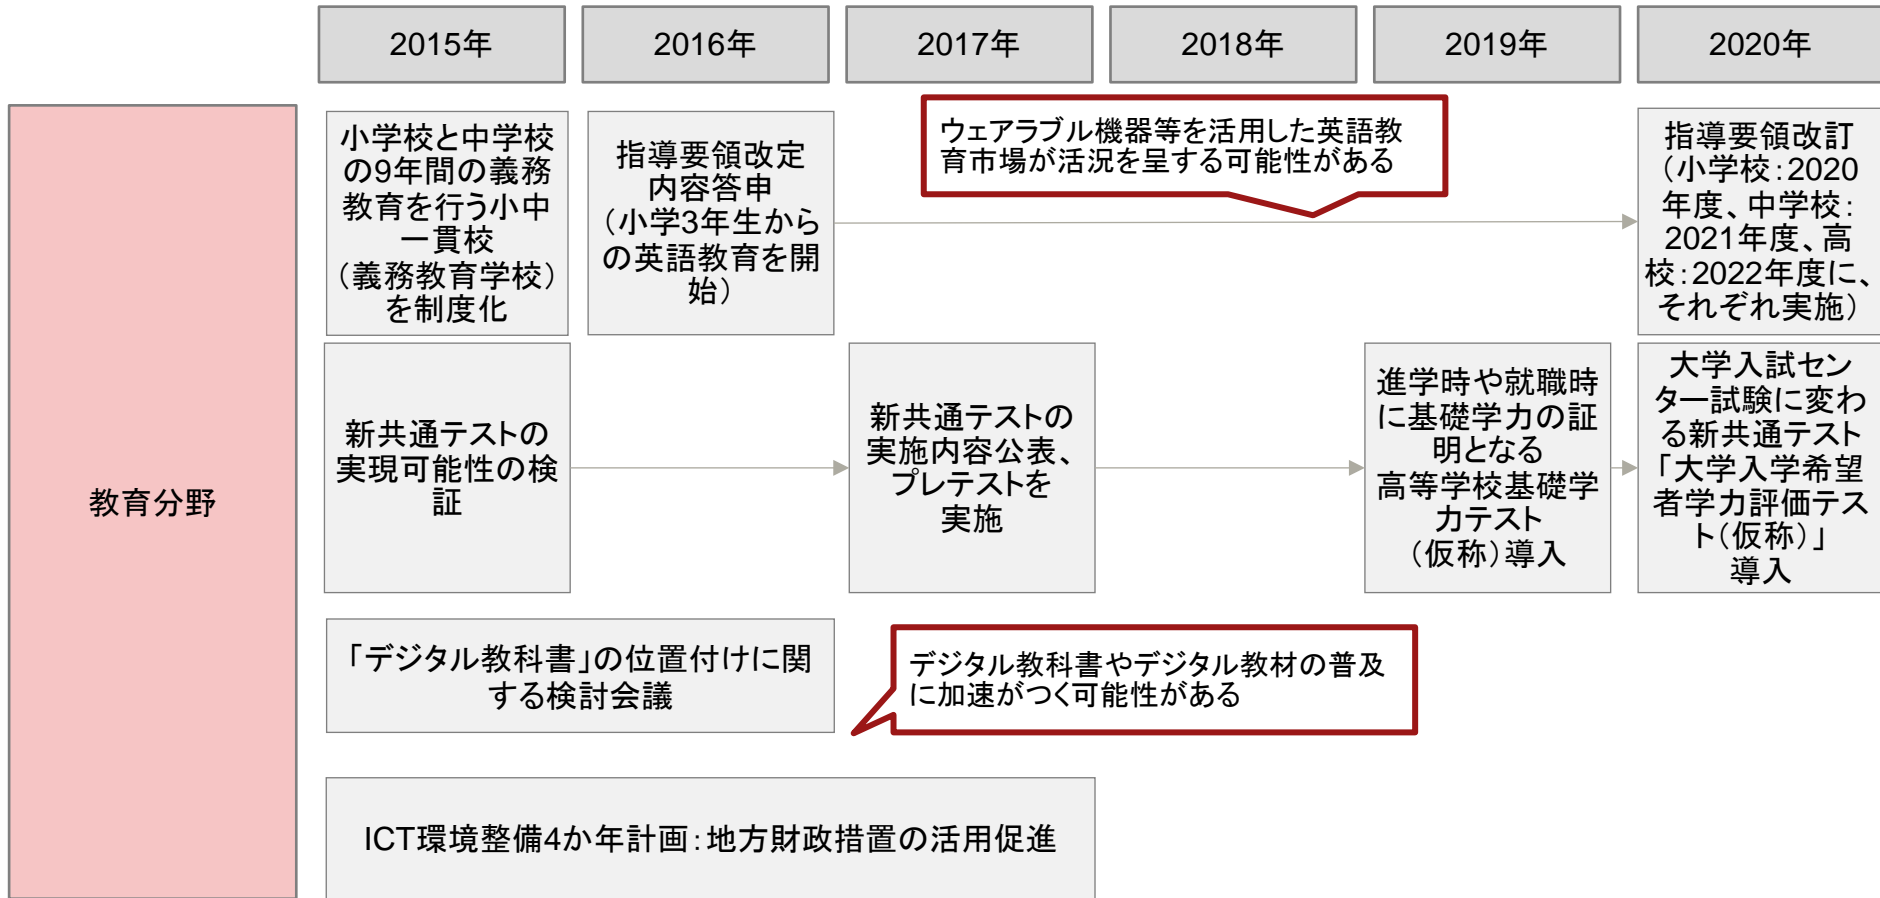 2015年
2016年
2017年
2018年
2019年
2020年
教育分野
小学校と中学校
の9年間の義務
教育を行う小中
一貫校
（義務教育学校）
を制度化
指導要領改定
内容答申
（小学3年生から
の英語教育を開
始）
ウェアラブル機器等を活用した英語教
育市場が活況を呈する可能性がある
指導要領改訂
（小学校：2020
年度、中学校：
2021年度、高
校：2022年度に、
それぞれ実施）
新共通テストの
実現可能性の検
証
新共通テストの
実施内容公表、
プレテストを
実施
進学時や就職時
に基礎学力の証
明となる
高等学校基礎学
力テスト
（仮称）導入
大学入試セン
ター試験に変わ
る新共通テスト
「大学入学希望
者学力評価テス
ト（仮称）」
導入
「デジタル教科書」の位置付けに関
する検討会議
デジタル教科書やデジタル教材の普及
に加速がつく可能性がある
ICT環境整備4か年計画：地方財政措置の活用促進